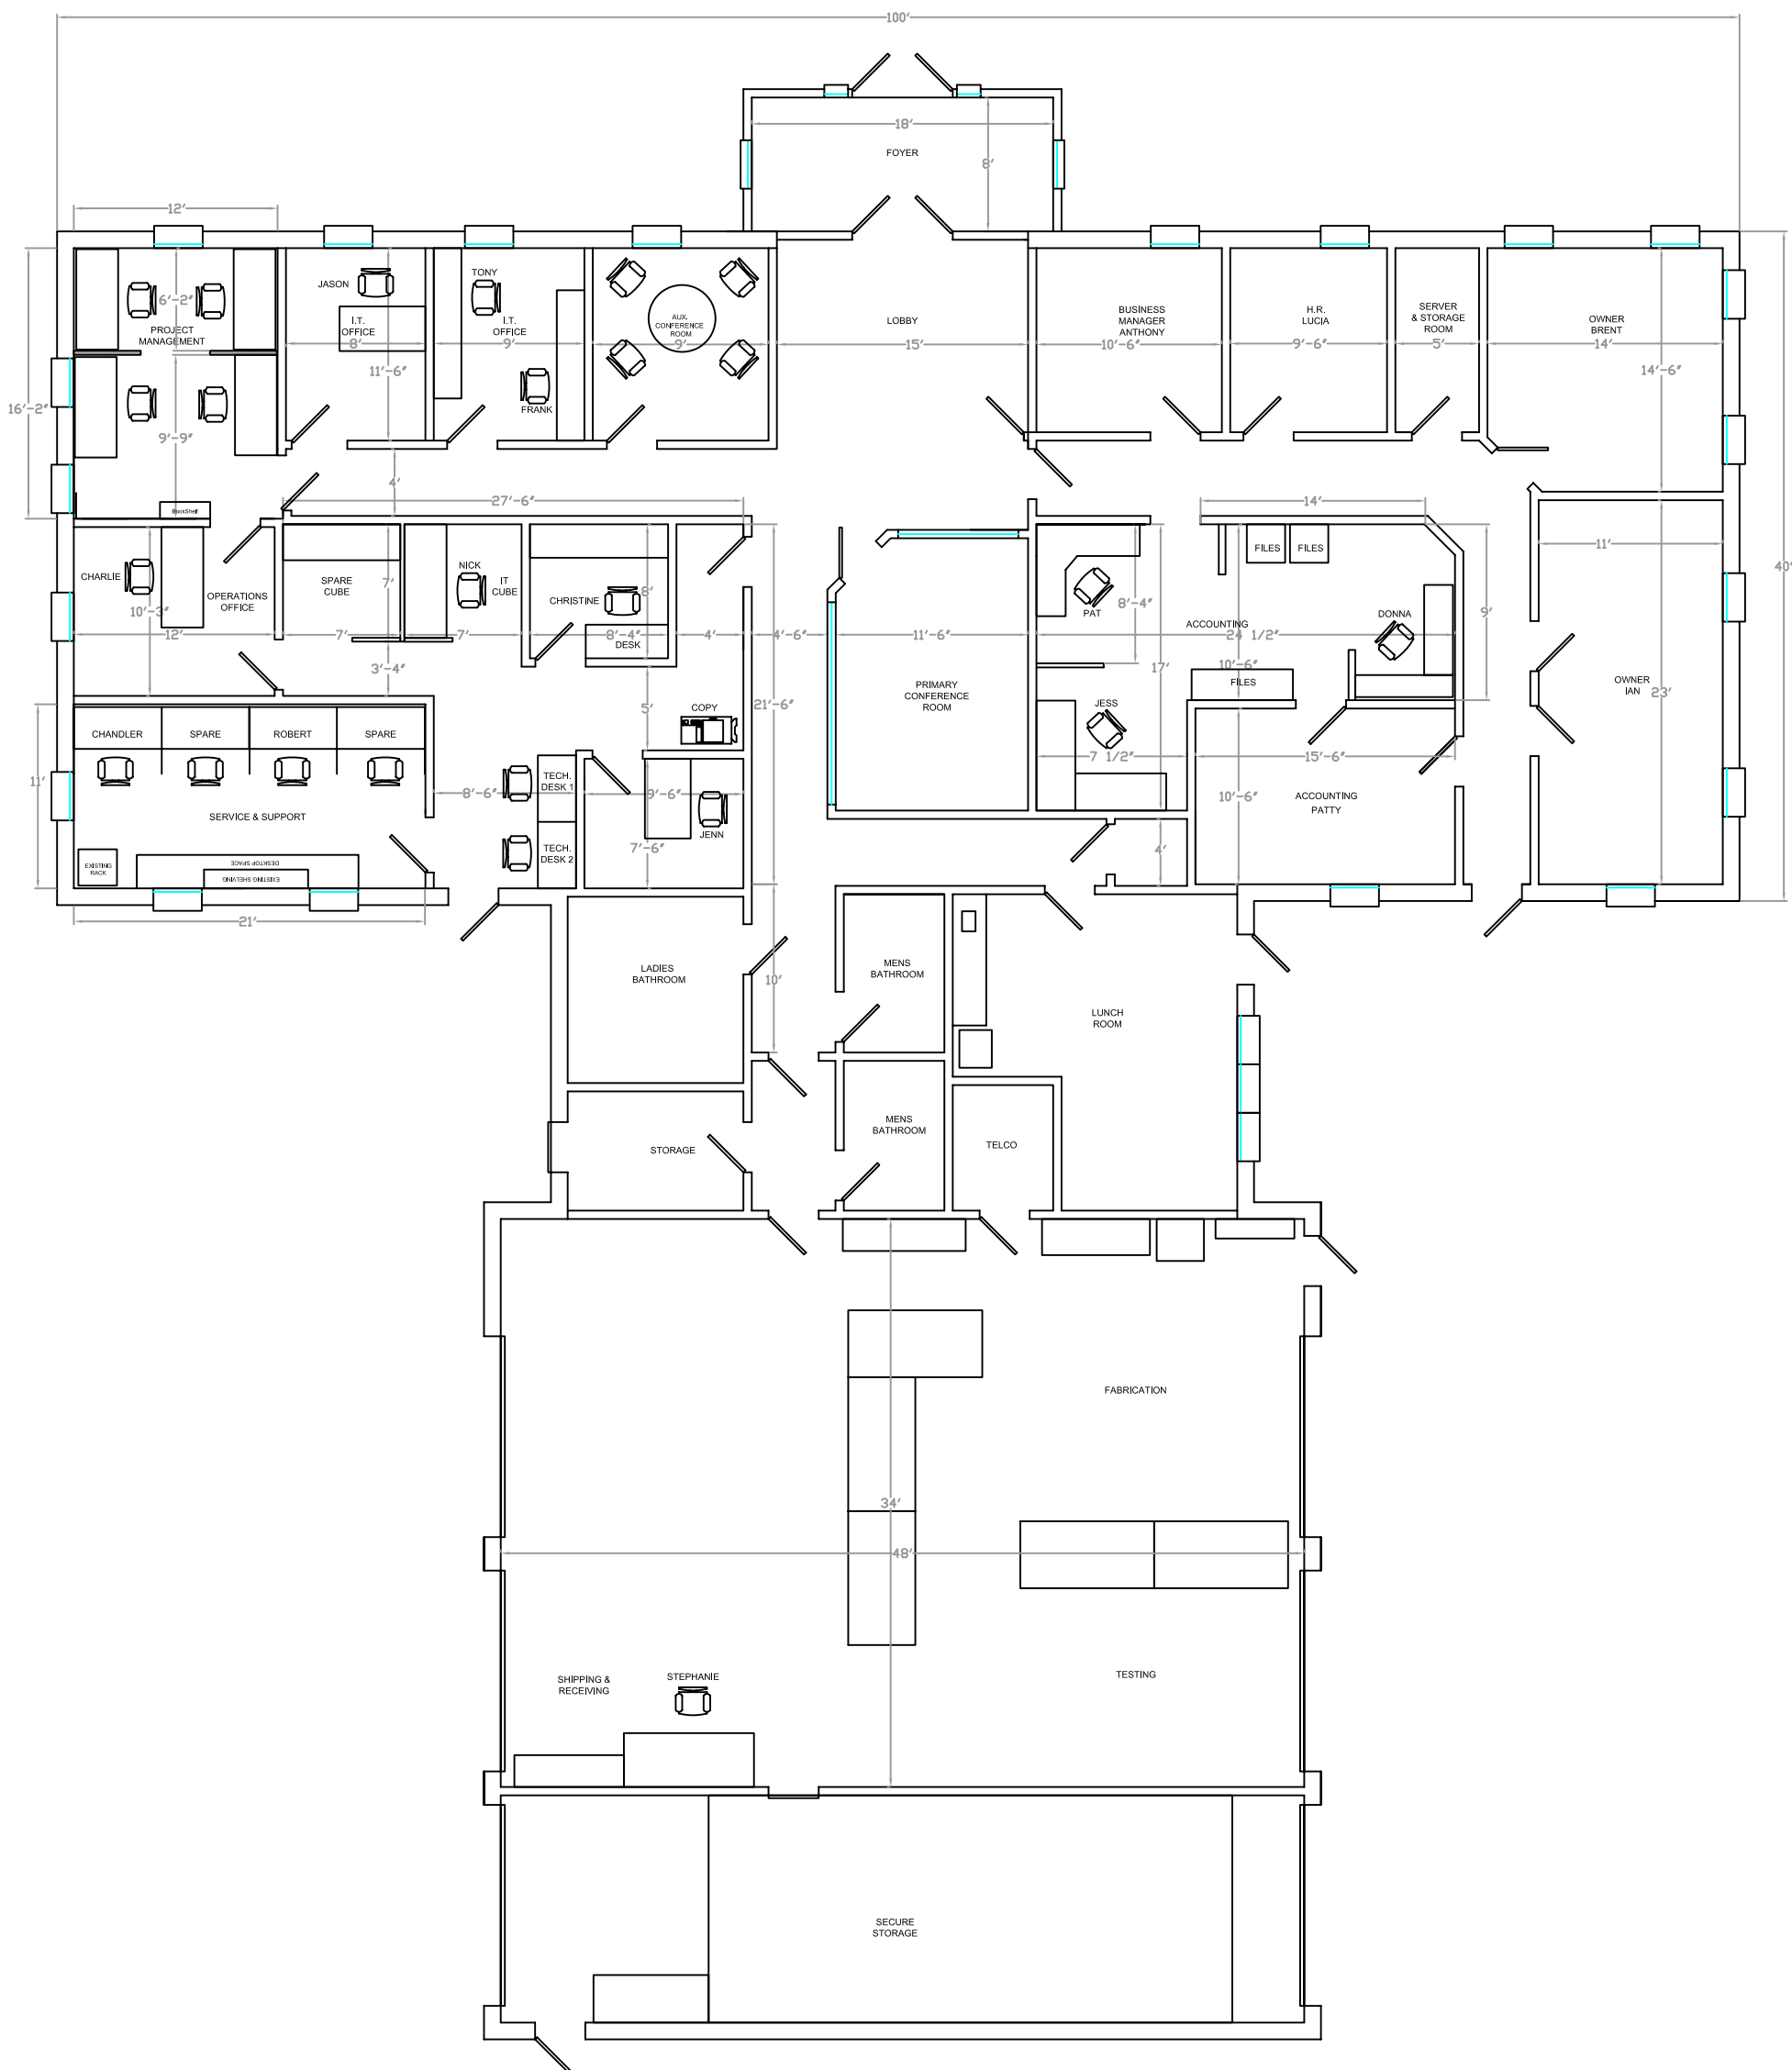 100'
18'
FOYER
8'
12'
JASON
TONY
6'-2"
PROJECT
MANAGEMENT
I.T.
OFFICE
I.T.
OFFICE
AUX.
CONFERENCE
ROOM
LOBBY
BUSINESS
MANAGER
ANTHONY
H.R.
LUCIA
SERVER
& STORAGE
ROOM
OWNER
BRENT
8'
9'
9'
15'
10'-6"
9'-6"
5'
14'
11'-6"
14'-6"
16'-2"
FRANK
9'-9"
4'
27'-6"
14'
BookShelf
FILES
FILES
40'
11'
CHARLIE
10'-3"
OPERATIONS
OFFICE
SPARE
CUBE
7'
NICK
IT
CUBE
CHRISTINE
8'
PAT
8'-4"
ACCOUNTING
DONNA
9'
12'
7'
7'
8'-4"
DESK
4'
4'-6"
11'-6"
24 1/2"
3'-4"
17'
10'-6"
FILES
PRIMARY
CONFERENCE
ROOM
OWNER
IAN
23'
5'
COPY
21'-6"
JESS
CHANDLER
SPARE
ROBERT
SPARE
7 1/2"
15'-6"
11'
TECH.
DESK 1
8'-6"
9'-6"
10'-6"
ACCOUNTING
PATTY
SERVICE & SUPPORT
JENN
TECH.
DESK 2
7'-6"
4'
EXISTING
RACK
DESKTOP SPACE
EXISTING SHELVING
21'
LADIES
BATHROOM
10'
MENS
BATHROOM
LUNCH
ROOM
MENS
BATHROOM
STORAGE
TELCO
FABRICATION
34'
48'
SHIPPING &
RECEIVING
STEPHANIE
TESTING
SECURE
STORAGE